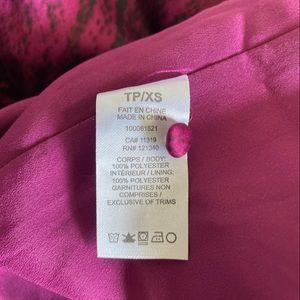 TP/XS
FAIT EN CHINE
MADE IN CHINA
100061521
CA# 11319
RN# 121340
CORPS / BODY:
100% POLYESTER
INTÉRIEUR / LINING:
100% POLYESTER
GARNITURES NON
COMPRISES /
EXCLUSIVE OF TRIMS